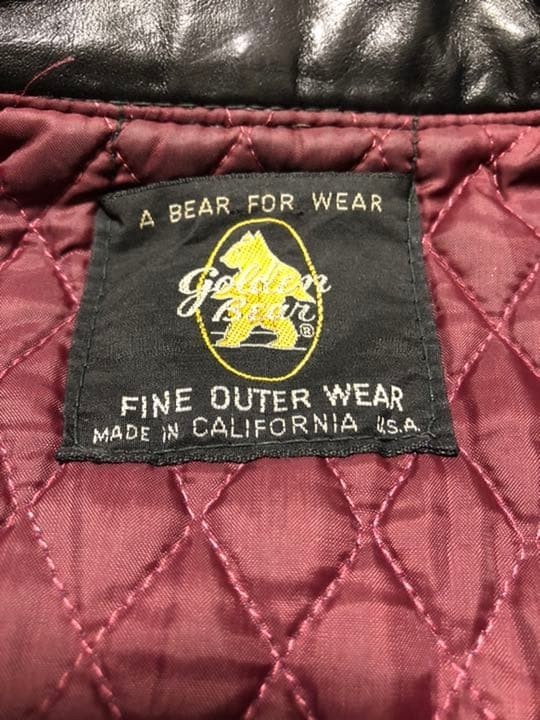 A BEAR FOR WEAR
Golden
Bear ®
FINE OUTER WEAR
MADE IN CALIFORNIA U.S.A